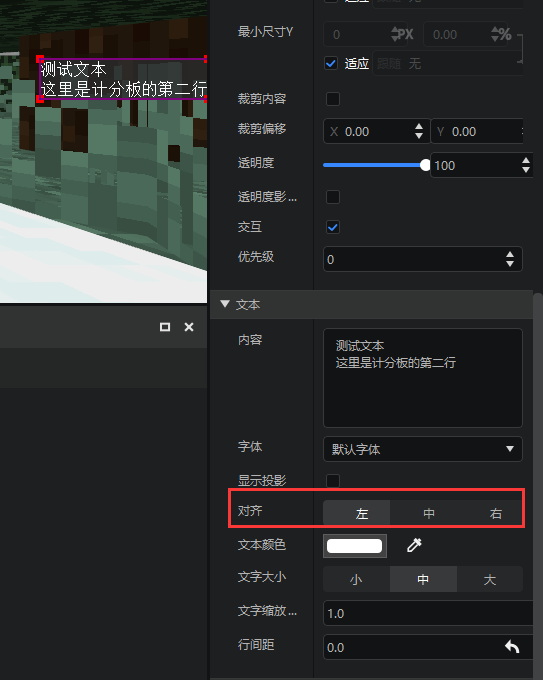 测试文本
这里是计分板的第二行
适应 跟随 无
最小尺寸Y
0 PX 0.00 %
适应 跟随 无
裁剪内容
裁剪偏移 X 0.00 Y 0.00
透明度 100
透明度影...
交互
优先级 0
文本
内容
测试文本
这里是计分板的第二行
字体 默认字体
显示投影
对齐 左 中 右
文本颜色
文字大小 小 中 大
文字缩放... 1.0
行间距 0.0